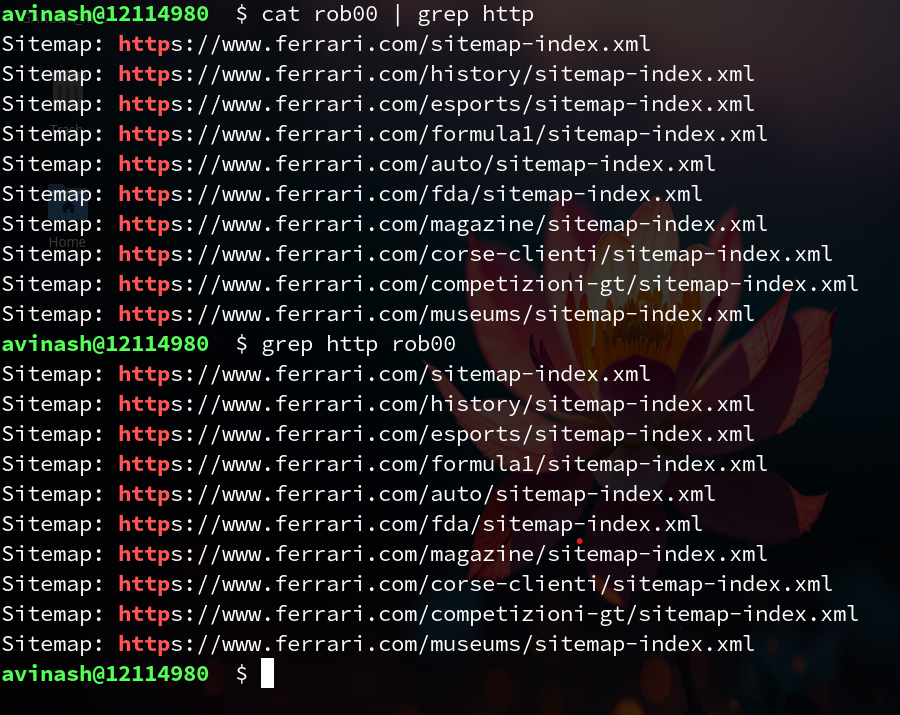 avinash@12114980  $ cat rob00 | grep http
Sitemap: https://www.ferrari.com/sitemap-index.xml
Sitemap: https://www.ferrari.com/history/sitemap-index.xml
Sitemap: https://www.ferrari.com/esports/sitemap-index.xml
Sitemap: https://www.ferrari.com/formula1/sitemap-index.xml
Sitemap: https://www.ferrari.com/auto/sitemap-index.xml
Sitemap: https://www.ferrari.com/fda/sitemap-index.xml
Sitemap: https://www.ferrari.com/magazine/sitemap-index.xml
Home
Sitemap: https://www.ferrari.com/corse-clienti/sitemap-index.xml
Sitemap: https://www.ferrari.com/competizioni-gt/sitemap-index.xml
Sitemap: https://www.ferrari.com/museums/sitemap-index.xml
avinash@12114980  $ grep http rob00
Sitemap: https://www.ferrari.com/sitemap-index.xml
Sitemap: https://www.ferrari.com/history/sitemap-index.xml
Sitemap: https://www.ferrari.com/esports/sitemap-index.xml
Sitemap: https://www.ferrari.com/formula1/sitemap-index.xml
Sitemap: https://www.ferrari.com/auto/sitemap-index.xml
Sitemap: https://www.ferrari.com/fda/sitemap-index.xml
Sitemap: https://www.ferrari.com/magazine/sitemap-index.xml
Sitemap: https://www.ferrari.com/corse-clienti/sitemap-index.xml
Sitemap: https://www.ferrari.com/competizioni-gt/sitemap-index.xml
Sitemap: https://www.ferrari.com/museums/sitemap-index.xml
avinash@12114980  $